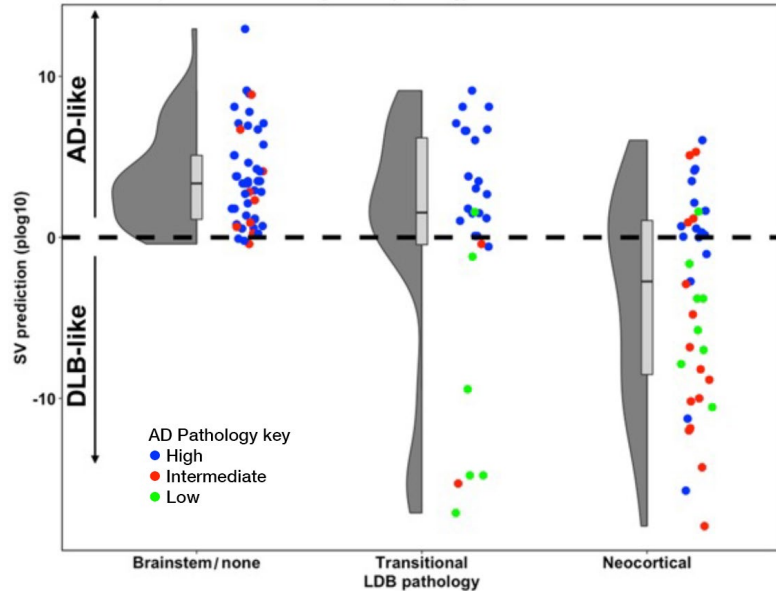 AD-like
DLB-like
SV prediction (plog10)
10
0
-10
AD Pathology key
High
Intermediate
Low
Brainstem/none
Transitional
Neocortical
LDB pathology